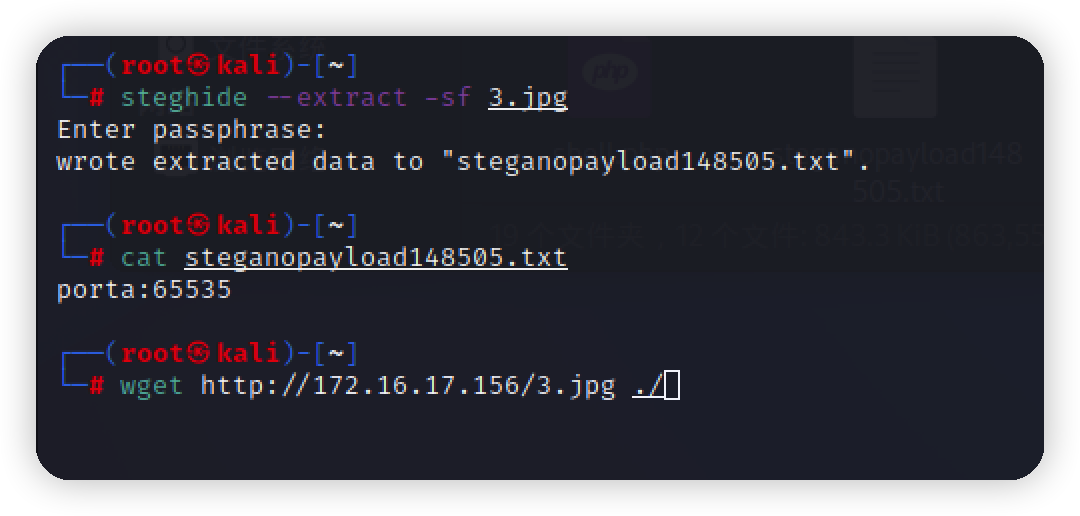 (root㉿kali)-[~]
# steghide --extract -sf 3.jpg
Enter passphrase:
wrote extracted data to "steganopayload148505.txt".
(root㉿kali)-[~]
# cat steganopayload148505.txt
porta:65535
(root㉿kali)-[~]
# wget http://172.16.17.156/3.jpg ./